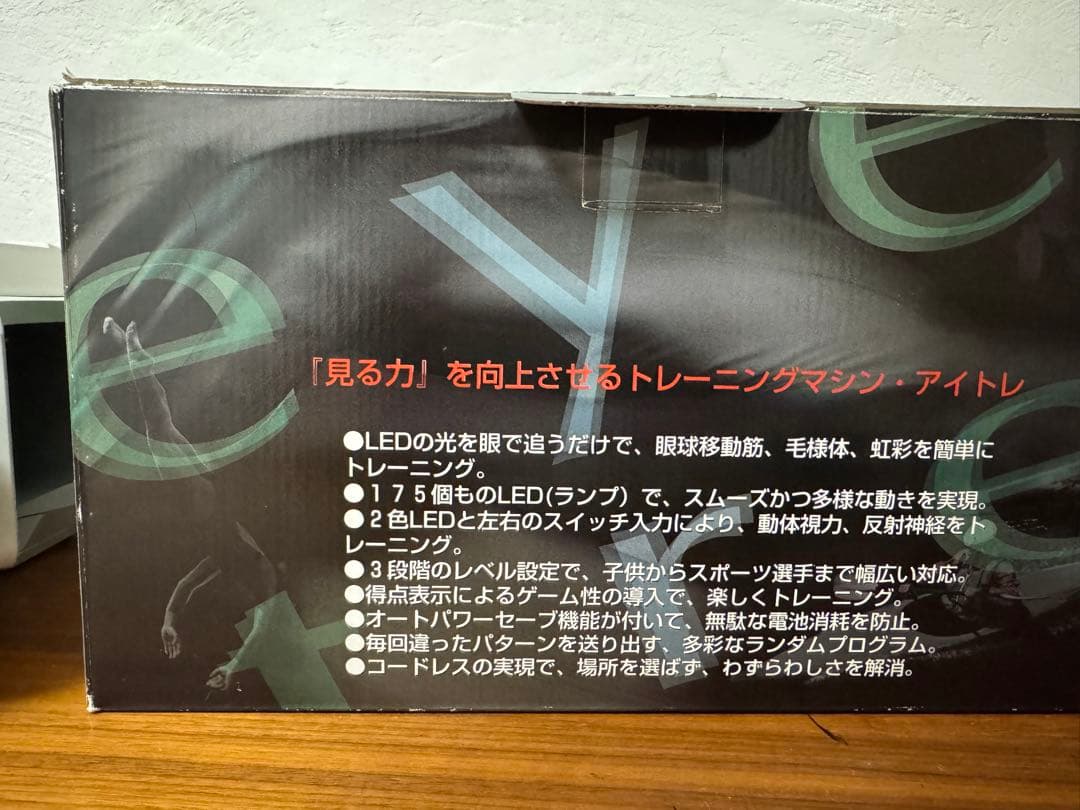 eye
『見る力』を向上させるトレーニングマシン・アイトレ
●LEDの光を眼で追うだけで、眼球移動筋、毛様体、虹彩を簡単に
トレーニング。
●175個ものLED(ランプ)で、スムーズかつ多様な動きを実現。
●2色LEDと左右のスイッチ入力により、動体視力、反射神経をト
レーニング。
●3段階のレベル設定で、子供からスポーツ選手まで幅広い対応。
●得点表示によるゲーム性の導入で、楽しくトレーニング。
●オートパワーセーブ機能が付いて、無駄な電池消耗を防止。
●毎回違ったパターンを送り出す、多彩なランダムプログラム。
●コードレスの実現で、場所を選ばず、わずらわしさを解消。
tre